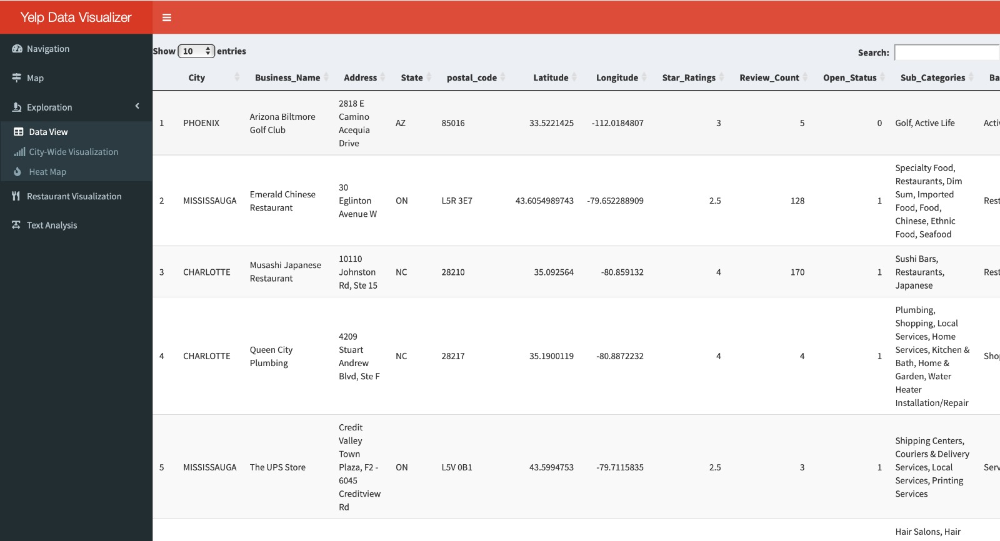 Yelp Data Visualizer
Navigation
Map
Exploration
Data View
City-Wide Visualization
Heat Map
Restaurant Visualization
Text Analysis
Show 10 entries
Search:
City Business_Name Address State postal_code Latitude Longitude Star_Ratings Review_Count Open_Status Sub_Categories Ba
1 PHOENIX Arizona Biltmore Golf Club 2818 E Camino Acequia Drive AZ 85016 33.5221425 -112.0184807 3 5 0 Golf, Active Life Activ
2 MISSISSAUGA Emerald Chinese Restaurant 30 Eglinton Avenue W ON L5R 3E7 43.6054989743 -79.652288909 2.5 128 1 Specialty Food, Restaurants, Dim Sum, Imported Food, Food, Chinese, Ethnic Food, Seafood Rest
3 CHARLOTTE Musashi Japanese Restaurant 10110 Johnston Rd, Ste 15 NC 28210 35.092564 -80.859132 4 170 1 Sushi Bars, Restaurants, Japanese Rest
4 CHARLOTTE Queen City Plumbing 4209 Stuart Andrew Blvd, Ste F NC 28217 35.1900119 -80.8872232 4 4 1 Plumbing, Shopping, Local Services, Home Services, Kitchen & Bath, Home & Garden, Water Heater Installation/Repair Shop
5 MISSISSAUGA The UPS Store Credit Valley Town Plaza, F2 - 6045 Creditview Rd ON L5V 0B1 43.5994753 -79.7115835 2.5 3 1 Shipping Centers, Couriers & Delivery Services, Local Services, Printing Services Serv
Hair Salons, Hair